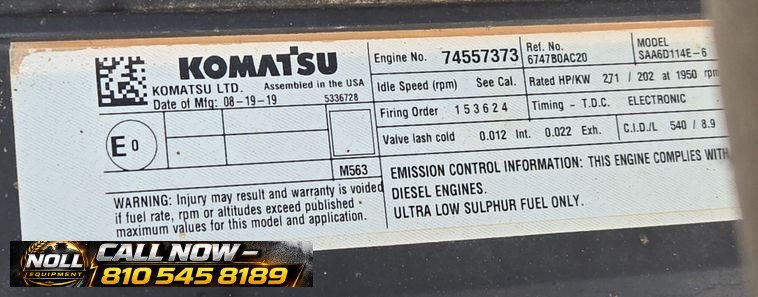 KOMATSU
KOMATSU LTD. Assembled in the USA
Date of Mfg: 08-19-19 5336728
E0
M563
WARNING: Injury may result and warranty is voided
if fuel rate, rpm or altitudes exceed published
maximum values for this model and application.
Engine No. 74557373
Ref. No.
6747B0AC20
MODEL
SAA6D114E-6
Idle Speed (rpm) See Cal.
Rated HP/KW 271 / 202 at 1950 rpm
Firing Order 153624
Timing - T.D.C. ELECTRONIC
Valve lash cold 0.012 Int. 0.022 Exh.
C.I.D./L 540 / 8.9
EMISSION CONTROL INFORMATION: THIS ENGINE COMPLIES WITH
DIESEL ENGINES.
ULTRA LOW SULPHUR FUEL ONLY.
NOLL
EQUIPMENT
CALL NOW -
810 545 8189